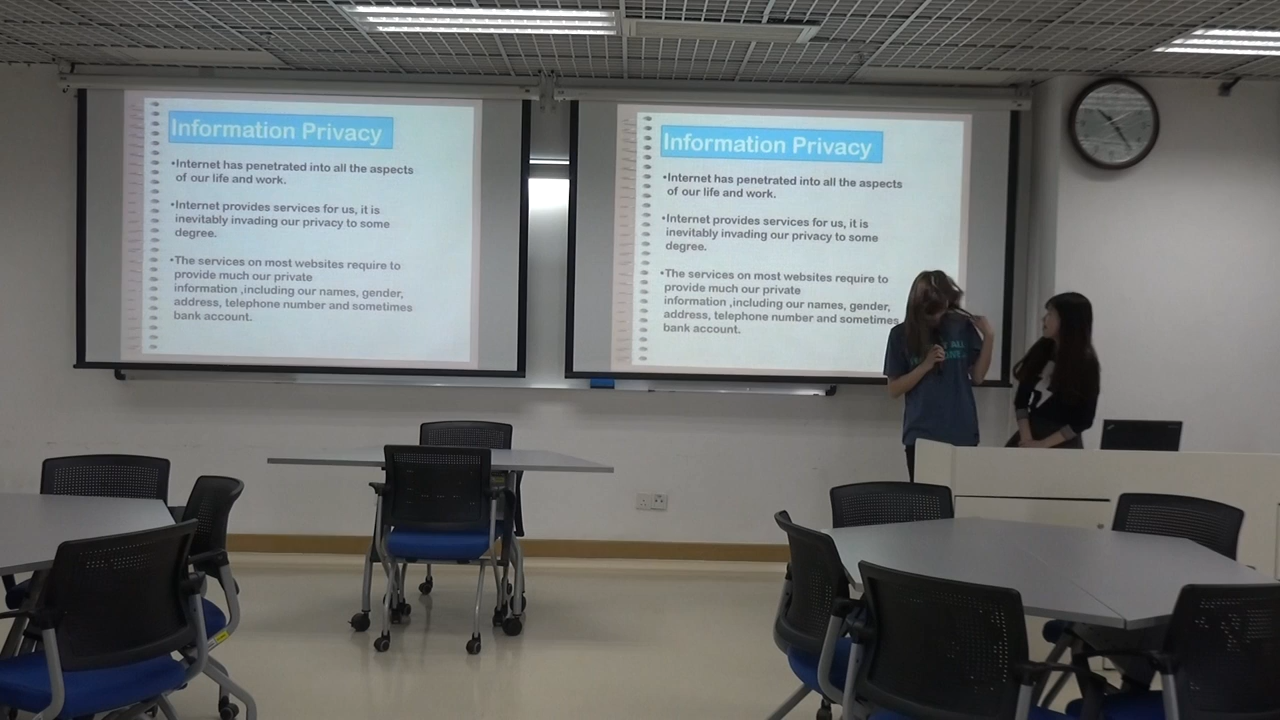 Information Privacy
•Internet has penetrated into all the aspects
of our life and work.
•Internet provides services for us, it is
inevitably invading our privacy to some
degree.
•The services on most websites require to
provide much our private
information ,including our names, gender,
address, telephone number and sometimes
bank account.
Information Privacy
•Internet has penetrated into all the aspects
of our life and work.
•Internet provides services for us, it is
inevitably invading our privacy to some
degree.
•The services on most websites require to
provide much our private
information ,including our names, gender,
address, telephone number and sometimes
bank account.